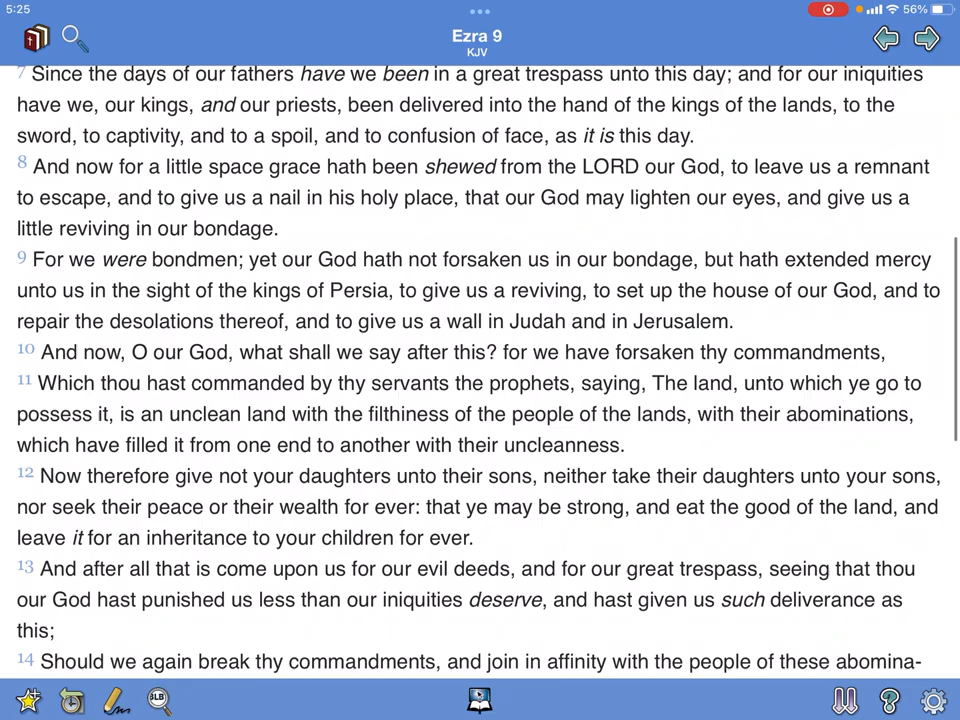 5:25
56%
Ezra 9
KJV
7 Since the days of our fathers have we been in a great trespass unto this day; and for our iniquities
have we, our kings, and our priests, been delivered into the hand of the kings of the lands, to the
sword, to captivity, and to a spoil, and to confusion of face, as it is this day.
8 And now for a little space grace hath been shewed from the LORD our God, to leave us a remnant
to escape, and to give us a nail in his holy place, that our God may lighten our eyes, and give us a
little reviving in our bondage.
9 For we were bondmen; yet our God hath not forsaken us in our bondage, but hath extended mercy
unto us in the sight of the kings of Persia, to give us a reviving, to set up the house of our God, and to
repair the desolations thereof, and to give us a wall in Judah and in Jerusalem.
10 And now, O our God, what shall we say after this? for we have forsaken thy commandments,
11 Which thou hast commanded by thy servants the prophets, saying, The land, unto which ye go to
possess it, is an unclean land with the filthiness of the people of the lands, with their abominations,
which have filled it from one end to another with their uncleanness.
12 Now therefore give not your daughters unto their sons, neither take their daughters unto your sons,
nor seek their peace or their wealth for ever: that ye may be strong, and eat the good of the land, and
leave it for an inheritance to your children for ever.
13 And after all that is come upon us for our evil deeds, and for our great trespass, seeing that thou
our God hast punished us less than our iniquities deserve, and hast given us such deliverance as
this;
14 Should we again break thy commandments, and join in affinity with the people of these abomina-
BLB